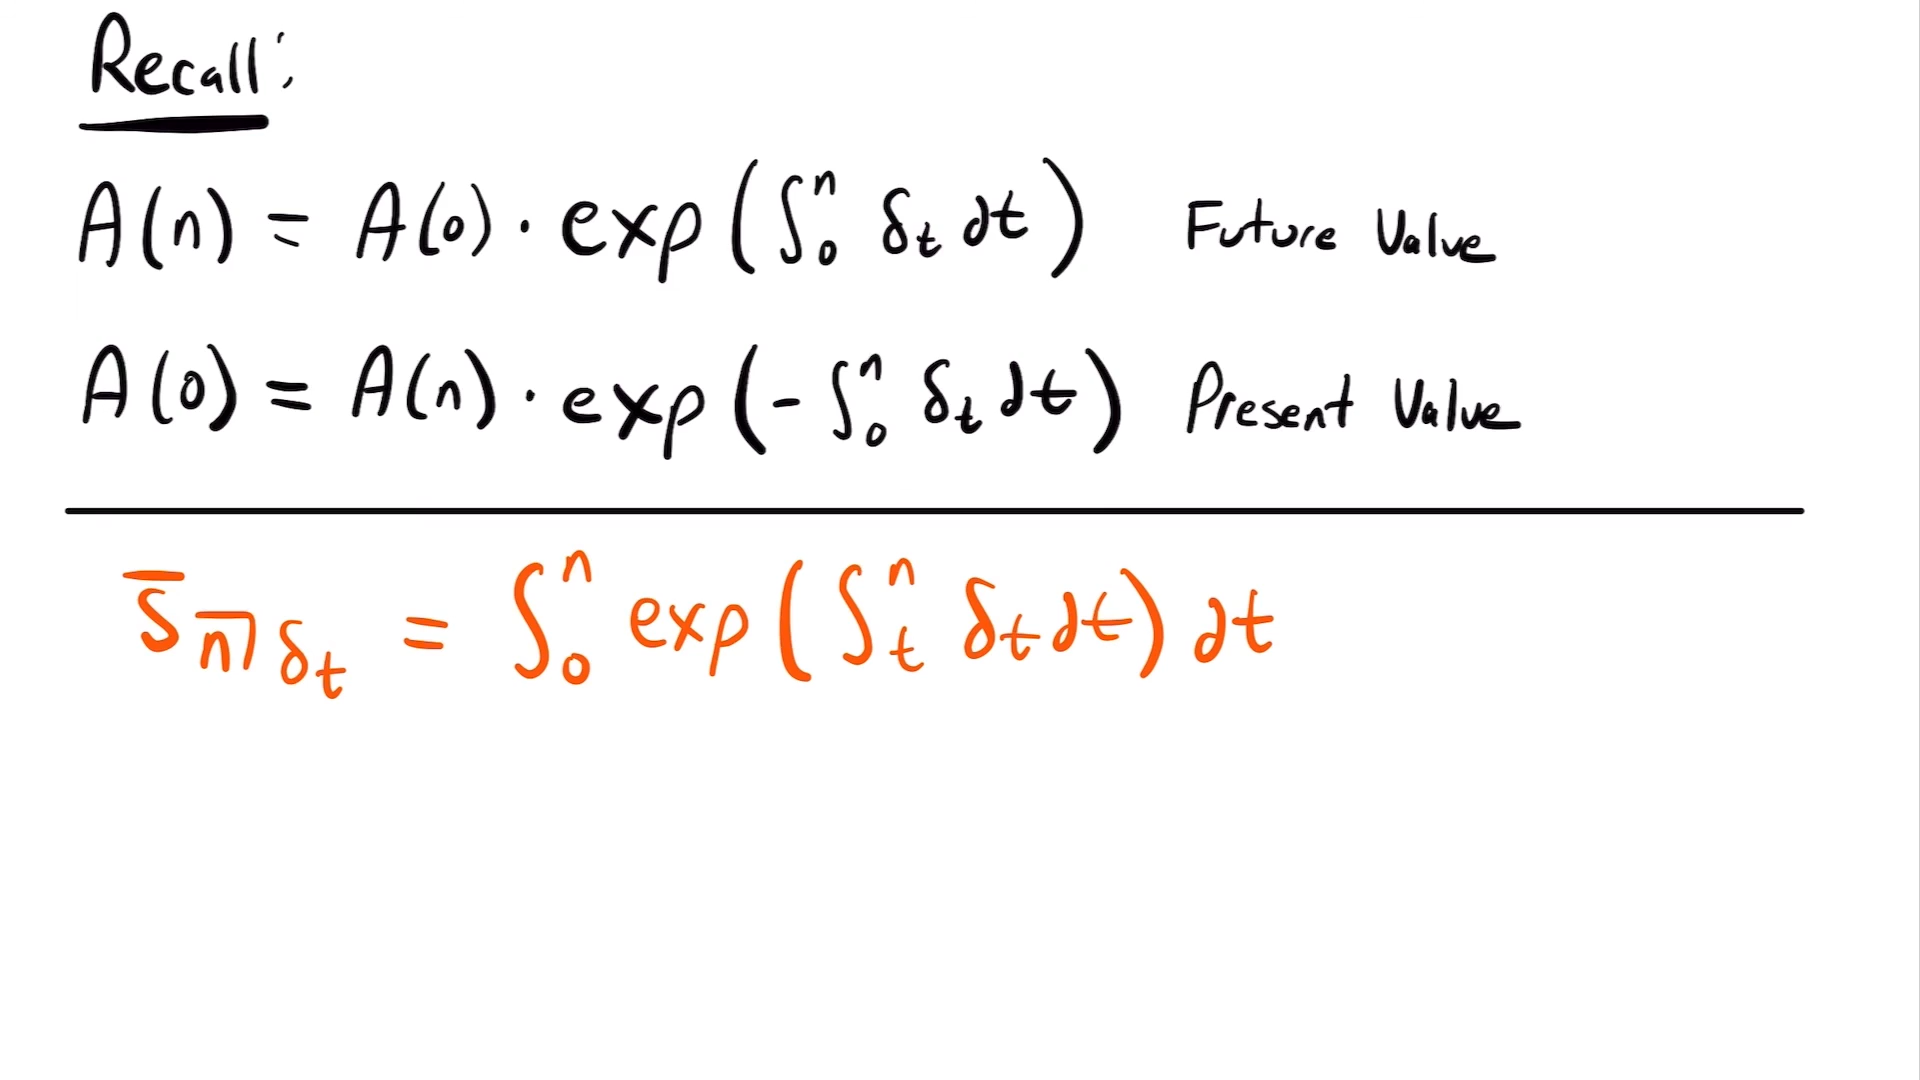 Recall:
A(n) = A(0) · exp(∫₀ⁿ δₜ dt) Future Value
A(0) = A(n) · exp(-∫₀ⁿ δₜ dt) Present Value
s̅ n̅| δₜ = ∫₀ⁿ exp(∫ₜⁿ δₜ dt) dt